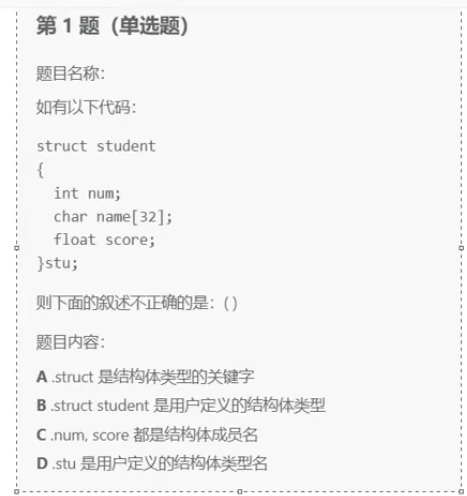 第 1 题（单选题）
题目名称：
如有以下代码：
struct student
{
  int num;
  char name[32];
  float score;
}stu;
则下面的叙述不正确的是：( )
题目内容：
A .struct 是结构体类型的关键字
B .struct student 是用户定义的结构体类型
C .num, score 都是结构体成员名
D .stu 是用户定义的结构体类型名